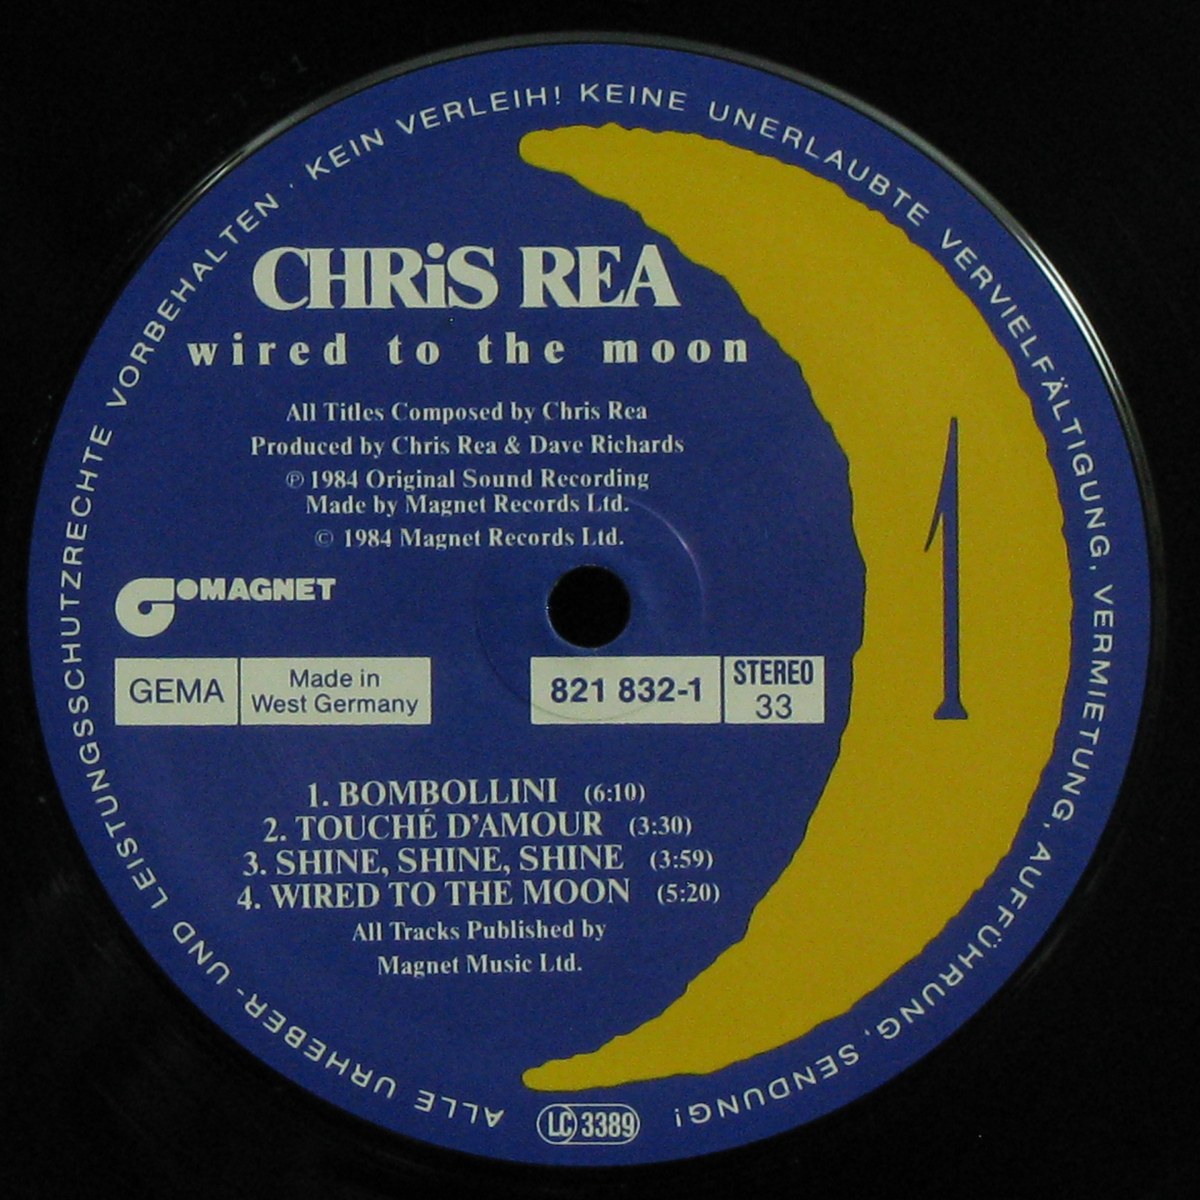 ALLE URHEBER- UND LEISTUNGSSCHUTZRECHTE VORBEHALTEN · KEIN VERLEIH! KEINE UNERLAUBTE VERVIELFÄLTIGUNG, VERMIETUNG, AUFFÜHRUNG, SENDUNG!
CHRiS REA
wired to the moon
All Titles Composed by Chris Rea
Produced by Chris Rea & Dave Richards
℗ 1984 Original Sound Recording
Made by Magnet Records Ltd.
© 1984 Magnet Records Ltd.
1
MAGNET
GEMA
Made in
West Germany
821 832-1
STEREO
33
1. BOMBOLLINI (6:10)
2. TOUCHÉ D'AMOUR (3:30)
3. SHINE, SHINE, SHINE (3:59)
4. WIRED TO THE MOON (5:20)
All Tracks Published by
Magnet Music Ltd.
LC 3389